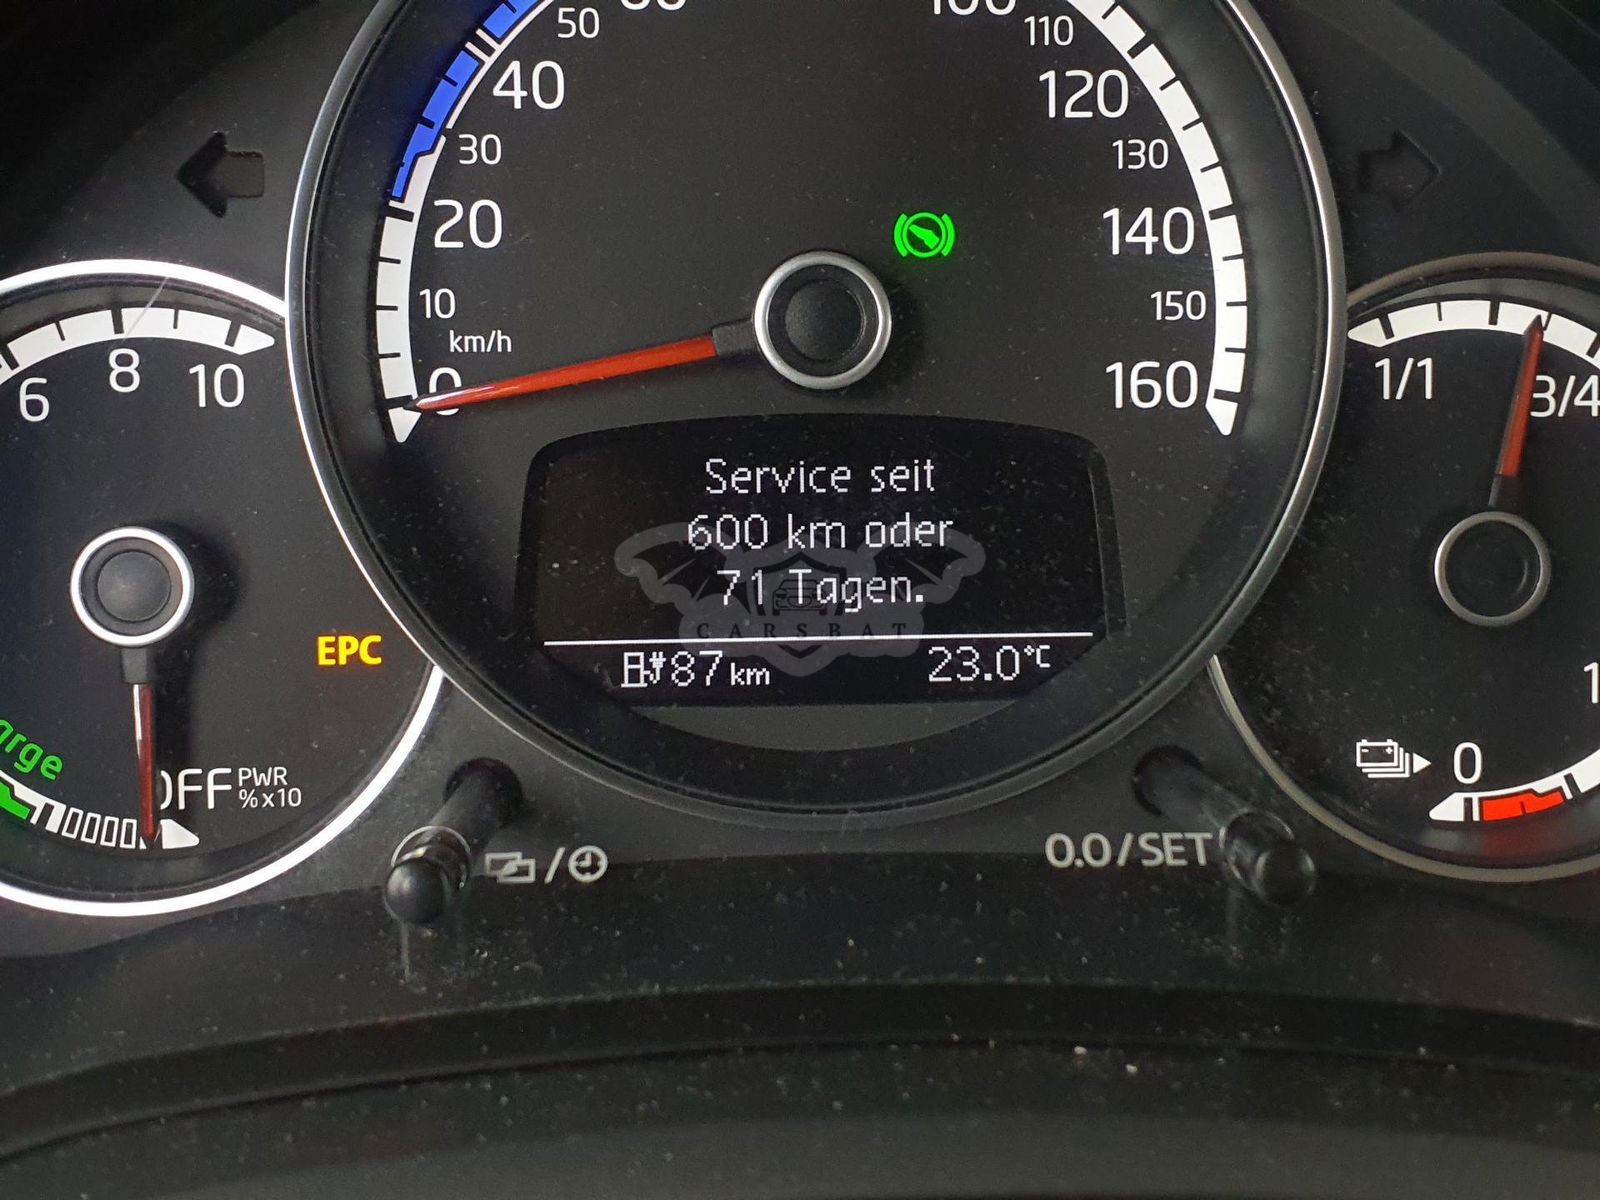 50
40
30
20
10
km/h
0
110
120
130
140
150
160
6
8
10
EPC
OFF PWR
% x10
Service seit
600 km oder
71 Tagen.
CARSBAT
87 km
23.0°C
0.0/SET
1/1
3/4
0